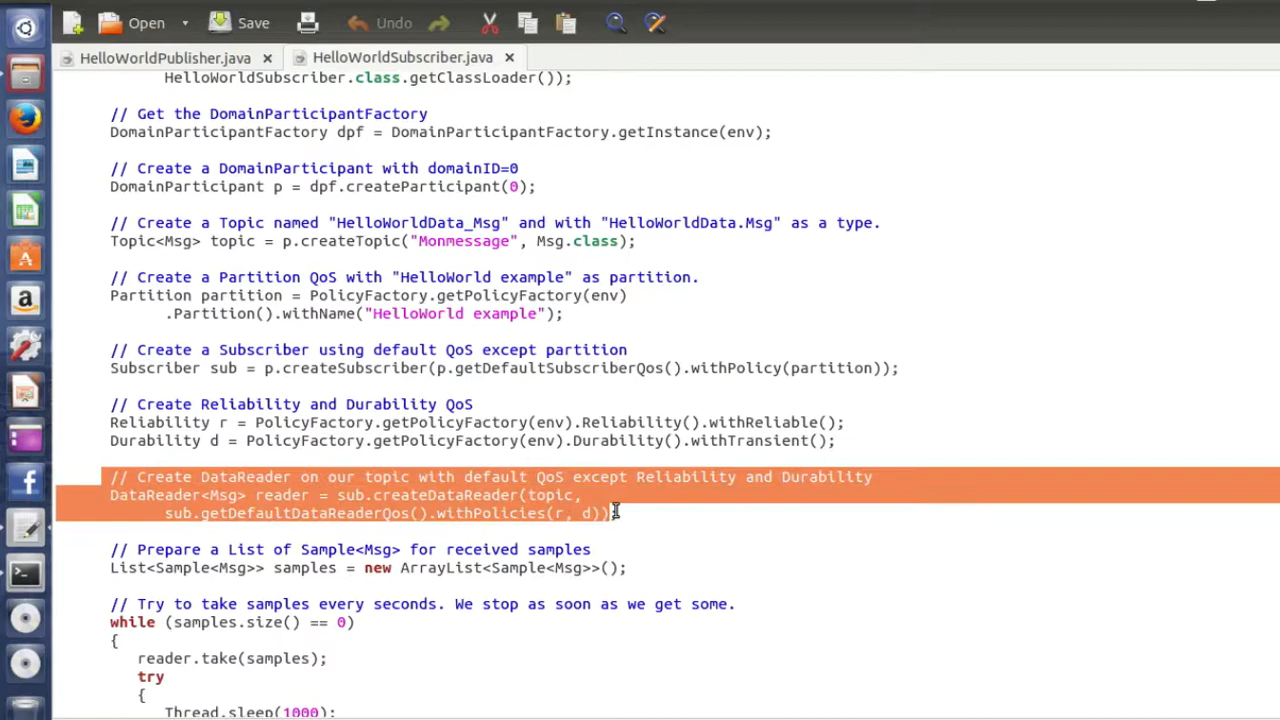 Open
Save
Undo
HelloWorldPublisher.java ×
HelloWorldSubscriber.java ×
HelloWorldSubscriber.class.getClassLoader());
// Get the DomainParticipantFactory
DomainParticipantFactory dpf = DomainParticipantFactory.getInstance(env);
// Create a DomainParticipant with domainID=0
DomainParticipant p = dpf.createParticipant(0);
// Create a Topic named "HelloWorldData_Msg" and with "HelloWorldData.Msg" as a type.
Topic<Msg> topic = p.createTopic("Monmessage", Msg.class);
// Create a Partition QoS with "HelloWorld example" as partition.
Partition partition = PolicyFactory.getPolicyFactory(env)
.Partition().withName("HelloWorld example");
// Create a Subscriber using default QoS except partition
Subscriber sub = p.createSubscriber(p.getDefaultSubscriberQos().withPolicy(partition));
// Create Reliability and Durability QoS
Reliability r = PolicyFactory.getPolicyFactory(env).Reliability().withReliable();
Durability d = PolicyFactory.getPolicyFactory(env).Durability().withTransient();
// Create DataReader on our topic with default QoS except Reliability and Durability
DataReader<Msg> reader = sub.createDataReader(topic,
sub.getDefaultDataReaderQos().withPolicies(r, d));
// Prepare a List of Sample<Msg> for received samples
List<Sample<Msg>> samples = new ArrayList<Sample<Msg>>();
// Try to take samples every seconds. We stop as soon as we get some.
while (samples.size() == 0)
{
reader.take(samples);
try
{
Thread.sleep(1000);